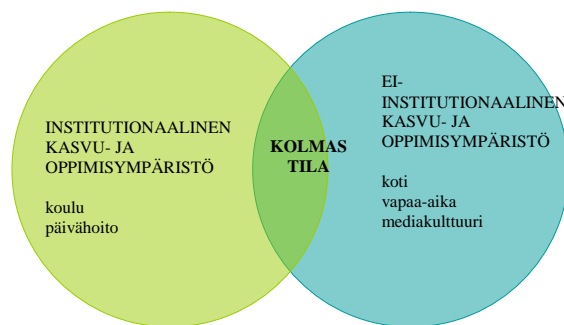 INSTITUTIONAALINEN
KASVU- JA
OPPIMISYMPÄRISTÖ
koulu
päivähoito
KOLMAS
TILA
EI-
INSTITUTIONAALINEN
KASVU- JA
OPPIMISYMPÄRISTÖ
koti
vapaa-aika
mediakulttuuri